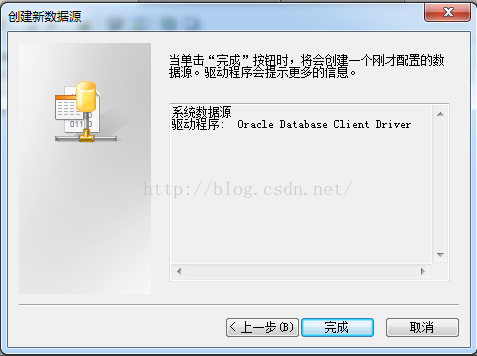 创建新数据源
当单击“完成”按钮时，将会创建一个刚才配置的数
据源。驱动程序会提示更多的信息。
系统数据源
驱动程序: Oracle Database Client Driver
http://blog.csdn.net/
< 上一步(B)
完成
取消